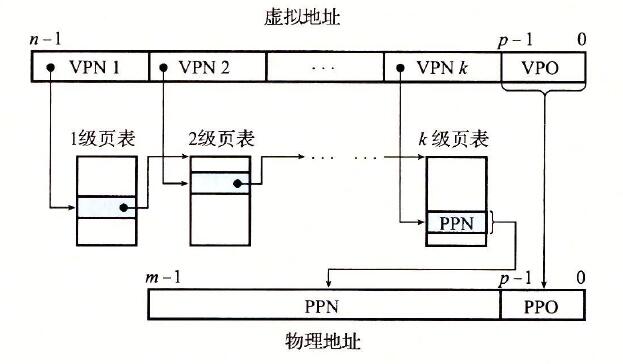 虚拟地址
n-1 p-1 0
VPN 1 VPN 2 ··· VPN k VPO
1级页表 2级页表 k 级页表
··· ···
PPN
m-1 p-1 0
PPN PPO
物理地址